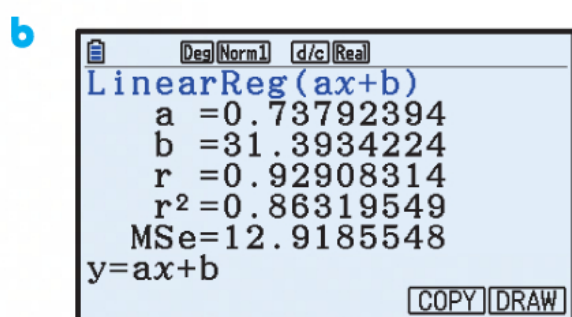 b
Deg Norm1 d/c Real
LinearReg(ax+b)
a =0.73792394
b =31.3934224
r =0.92908314
r²=0.86319549
MSe=12.9185548
y=ax+b
COPY DRAW